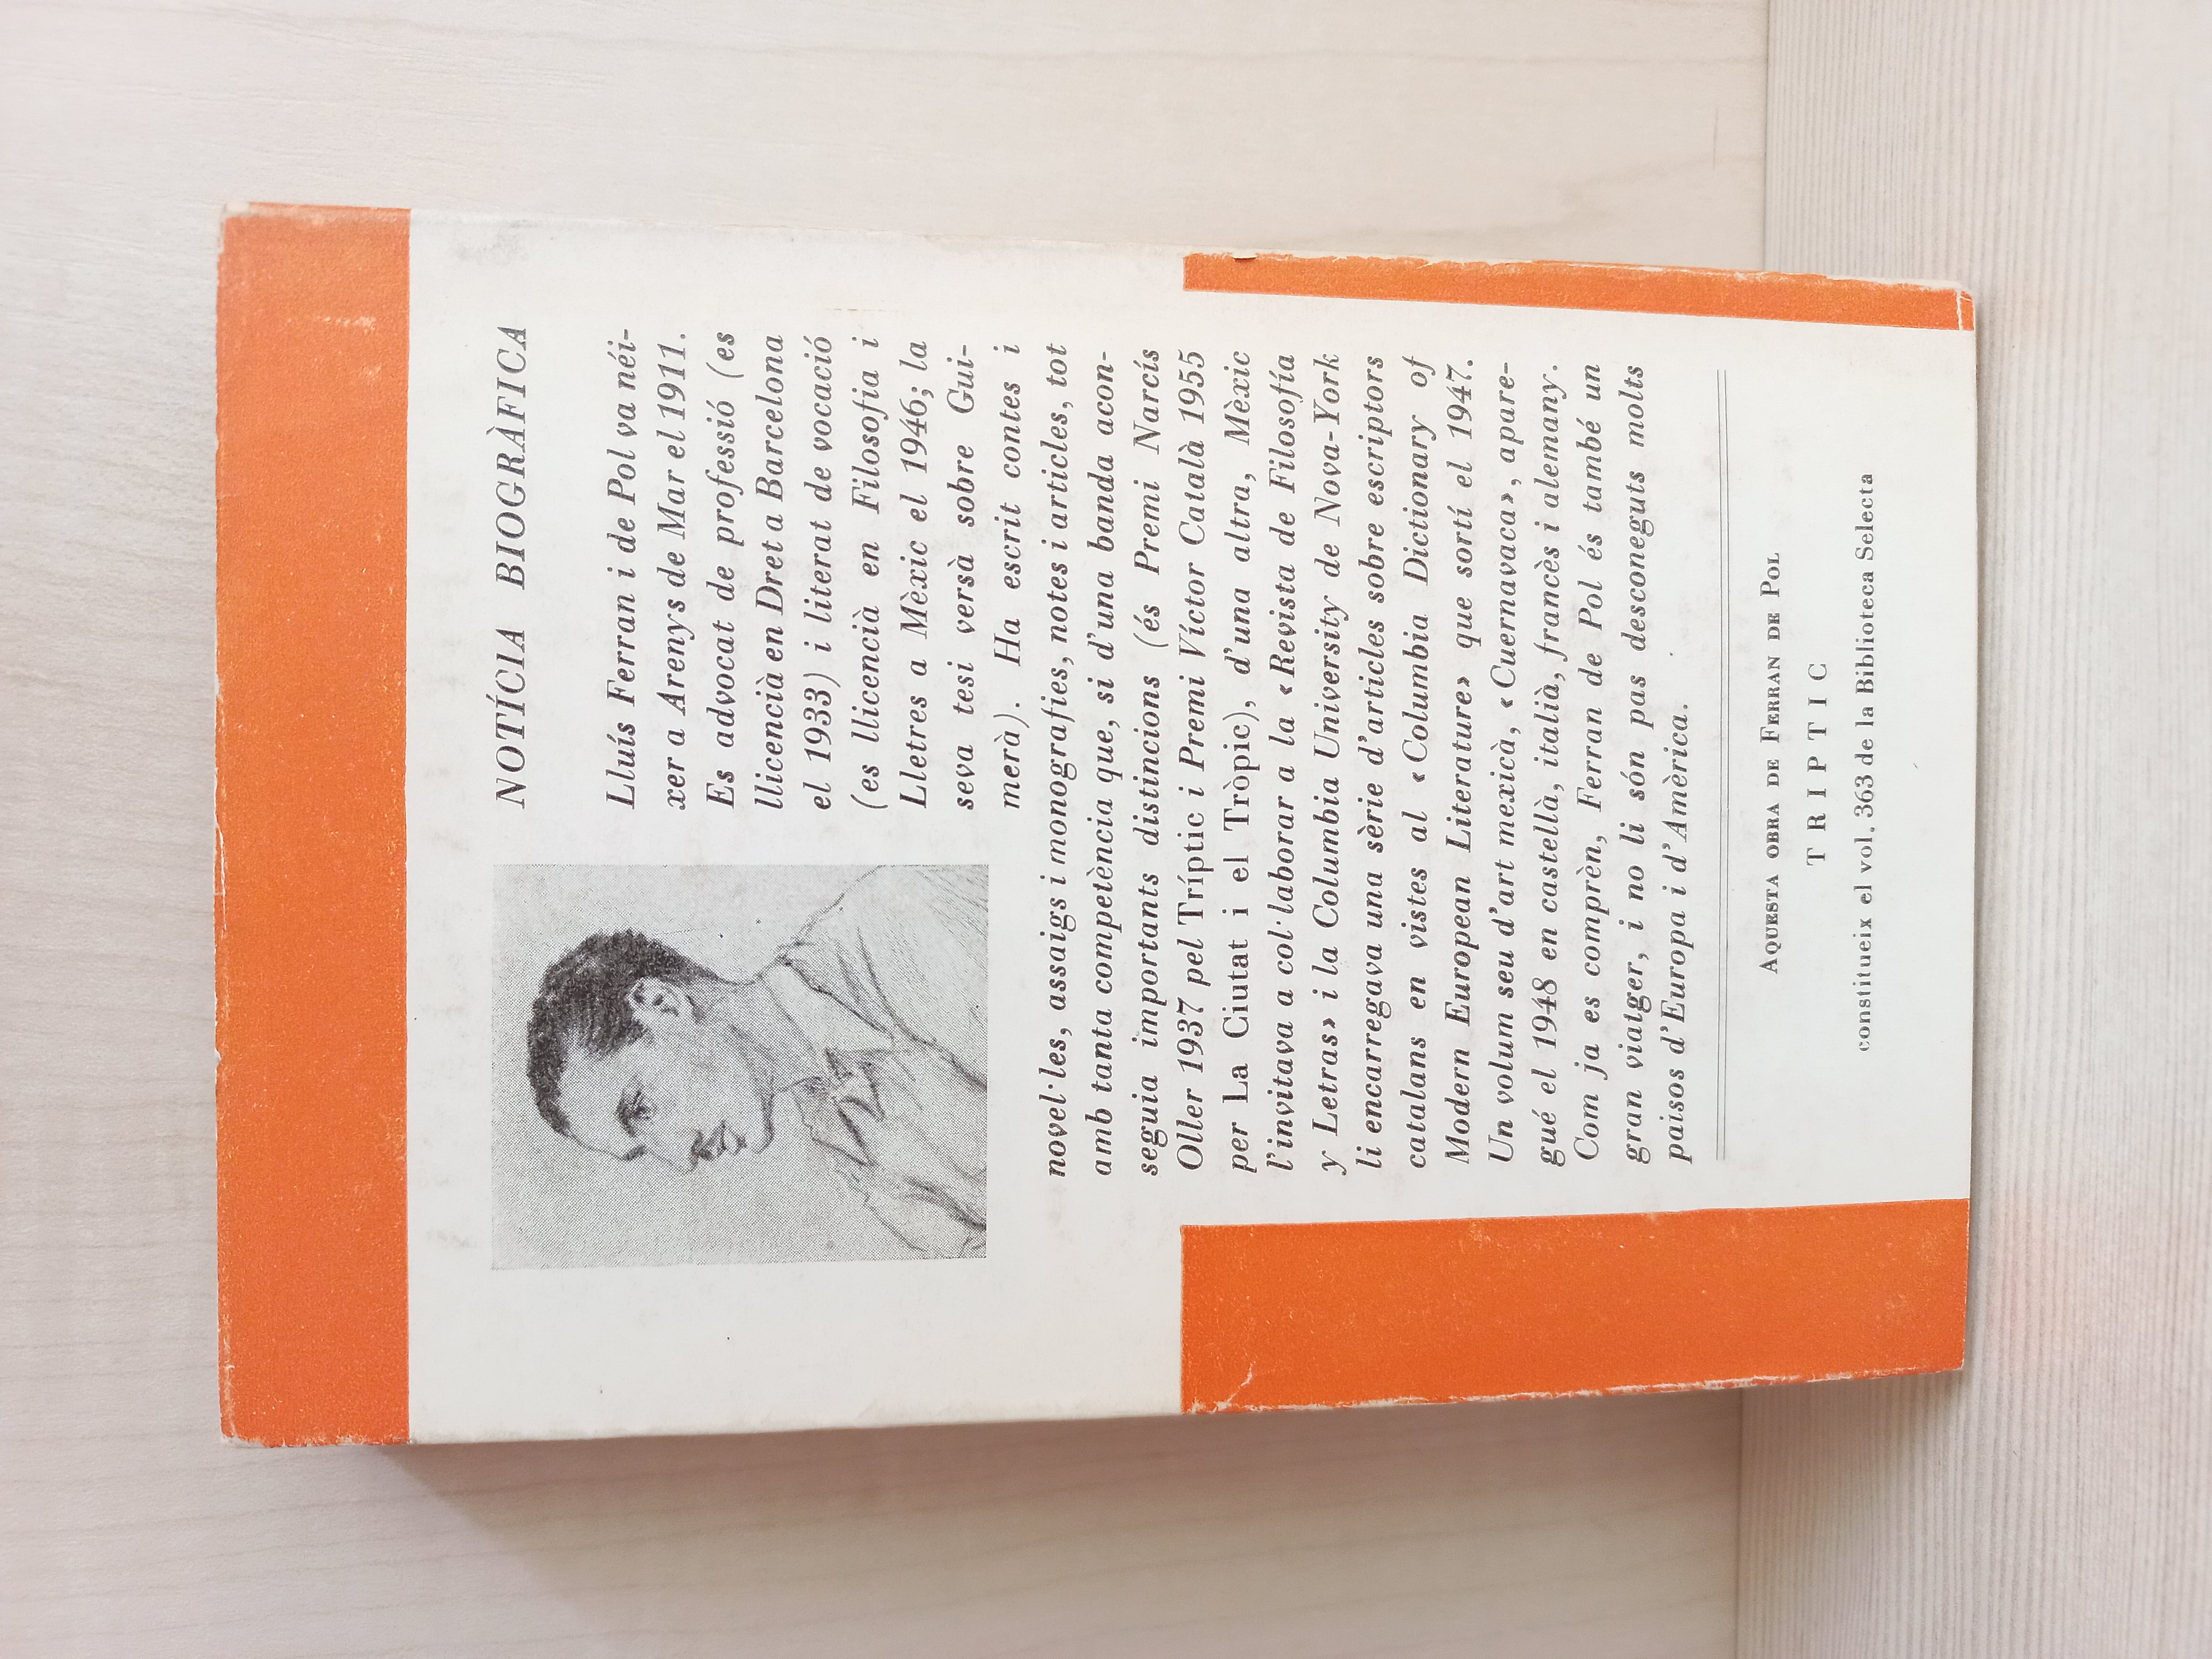 NOTÍCIA BIOGRÀFICA
Lluís Ferran i de Pol va néi-
xer a Arenys de Mar el 1911.
Es advocat de professió (es
llicencià en Dret a Barcelona
el 1933) i literat de vocació
(es llicencià en Filosofia i
Lletres a Mèxic el 1946; la
seva tesi versà sobre Gui-
merà). Ha escrit contes i
novel·les, assaigs i monografies, notes i articles, tot
amb tanta competència que, si d'una banda acon-
seguia importants distincions (és Premi Narcís
Oller 1937 pel Tríptic i Premi Víctor Català 1955
per La Ciutat i el Tròpic), d'una altra, Mèxic
l'invitava a col·laborar a la «Revista de Filosofía
y Letras» i la Columbia University de Nova-York
li encarregava una sèrie d'articles sobre escriptors
catalans en vistes al «Columbia Dictionary of
Modern European Literature» que sortí el 1947.
Un volum seu d'art mexicà, «Cuernavaca», apare-
gué el 1948 en castellà, italià, francès i alemany.
Com ja es comprèn, Ferran de Pol és també un
gran viatger, i no li són pas desconeguts molts
països d'Europa i d'Amèrica.
AQUESTA OBRA DE FERRAN DE POL
TRIPTIC
constitueix el vol. 363 de la Biblioteca Selecta